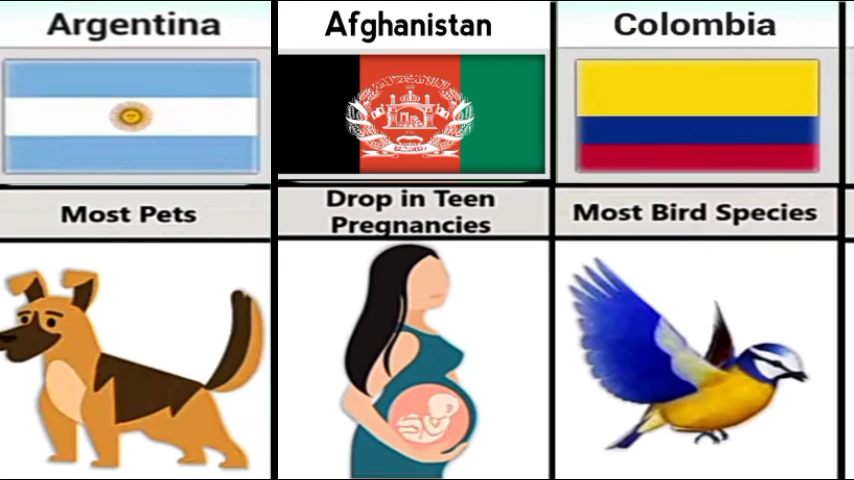 Argentina
Afghanistan
Colombia
Most Pets
Drop in Teen
Pregnancies
Most Bird Species